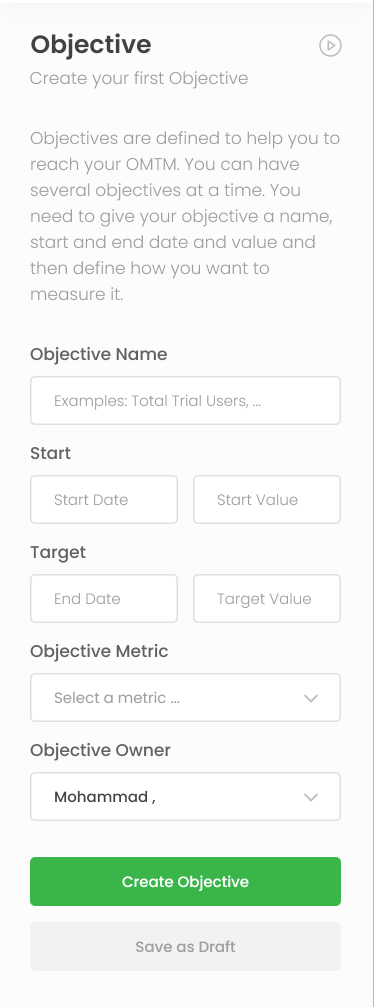 Objective
Create your first Objective
Objectives are defined to help you to
reach your OMTM. You can have
several objectives at a time. You
need to give your objective a name,
start and end date and value and
then define how you want to
measure it.
Objective Name
Examples: Total Trial Users, ...
Start
Start Date
Start Value
Target
End Date
Target Value
Objective Metric
Select a metric ...
Objective Owner
Mohammad ,
Create Objective
Save as Draft